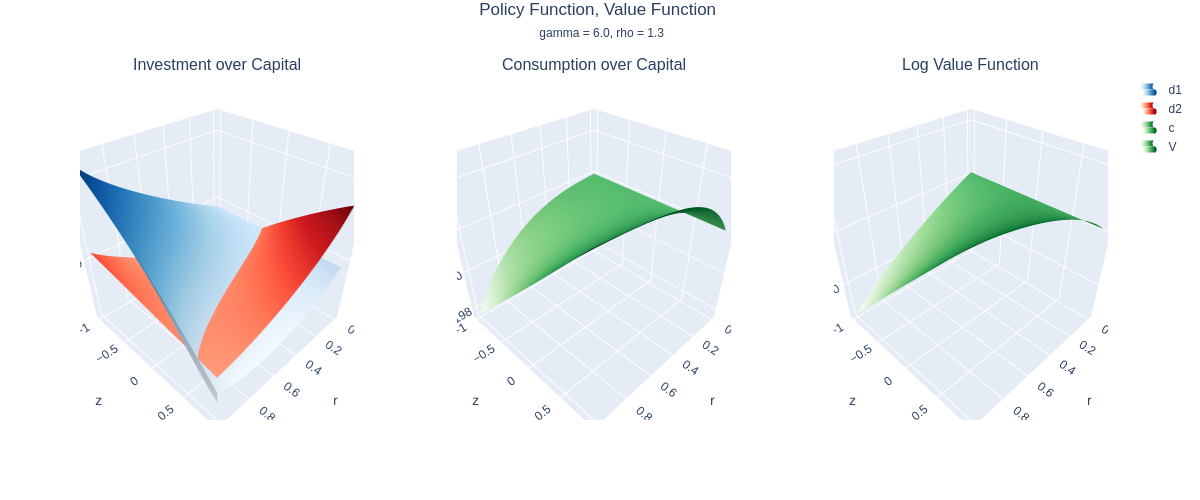 Policy Function, Value Function
gamma = 6.0, rho = 1.3
Investment over Capital
Consumption over Capital
Log Value Function
d1
d2
c
V
−0.5
0
0.5
z
0.8
0.6
0.4
0.2
0
r
0
−1
−0.5
0
0.5
z
0.8
0.6
0.4
0.2
0
r
0
−1
−0.5
0
0.5
z
0.8
0.6
0.4
0.2
0
r